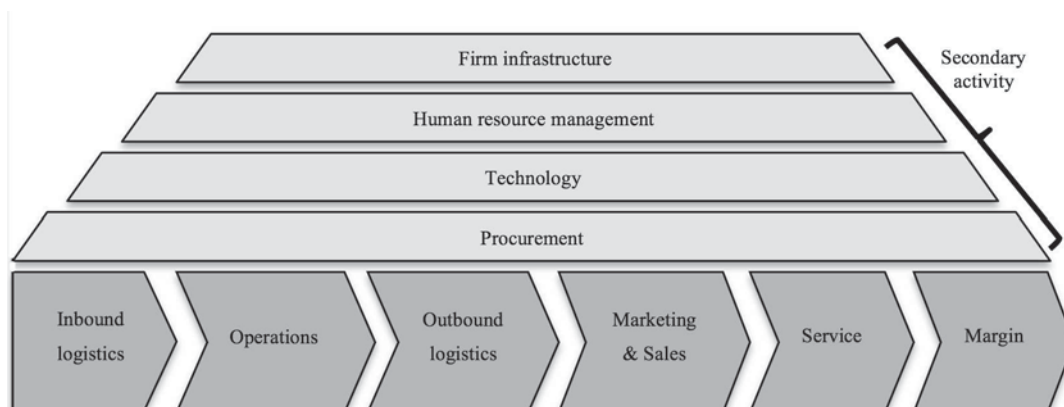 Firm infrastructure
Secondary
activity
Human resource management
Technology
Procurement
Inbound
logistics
Operations
Outbound
logistics
Marketing
& Sales
Service
Margin